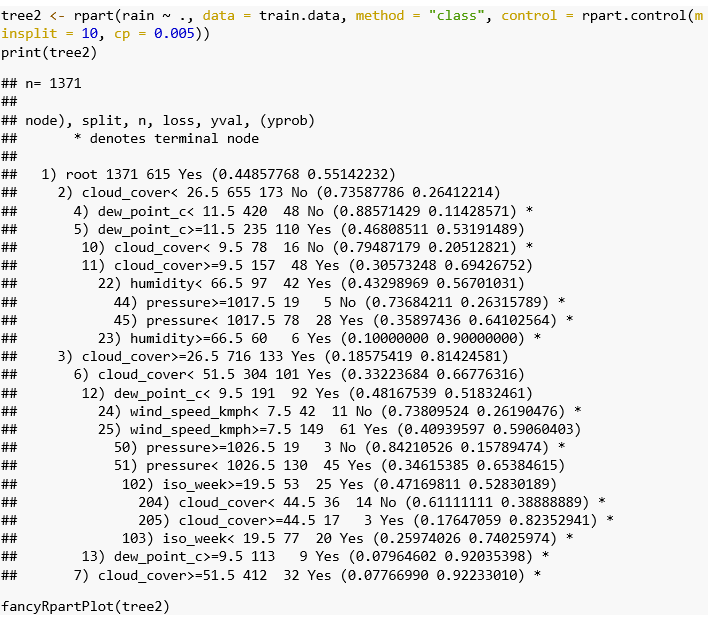 tree2 <- rpart(rain ~ ., data = train.data, method = "class", control = rpart.control(m
insplit = 10, cp = 0.005))
print(tree2)
## n= 1371
##
## node), split, n, loss, yval, (yprob)
##       * denotes terminal node
##
##   1) root 1371 615 Yes (0.44857768 0.55142232)
##     2) cloud_cover< 26.5 655 173 No (0.73587786 0.26412214)
##       4) dew_point_c< 11.5 420  48 No (0.88571429 0.11428571) *
##       5) dew_point_c>=11.5 235 110 Yes (0.46808511 0.53191489)
##        10) cloud_cover< 9.5 78  16 No (0.79487179 0.20512821) *
##        11) cloud_cover>=9.5 157  48 Yes (0.30573248 0.69426752)
##          22) humidity< 66.5 97  42 Yes (0.43298969 0.56701031)
##            44) pressure>=1017.5 19   5 No (0.73684211 0.26315789) *
##            45) pressure< 1017.5 78  28 Yes (0.35897436 0.64102564) *
##          23) humidity>=66.5 60   6 Yes (0.10000000 0.90000000) *
##     3) cloud_cover>=26.5 716 133 Yes (0.18575419 0.81424581)
##       6) cloud_cover< 51.5 304 101 Yes (0.33223684 0.66776316)
##        12) dew_point_c< 9.5 191  92 Yes (0.48167539 0.51832461)
##          24) wind_speed_kmph< 7.5 42  11 No (0.73809524 0.26190476) *
##          25) wind_speed_kmph>=7.5 149  61 Yes (0.40939597 0.59060403)
##            50) pressure>=1026.5 19   3 No (0.84210526 0.15789474) *
##            51) pressure< 1026.5 130  45 Yes (0.34615385 0.65384615)
##             102) iso_week>=19.5 53  25 Yes (0.47169811 0.52830189)
##               204) cloud_cover< 44.5 36  14 No (0.61111111 0.38888889) *
##               205) cloud_cover>=44.5 17   3 Yes (0.17647059 0.82352941) *
##             103) iso_week< 19.5 77  20 Yes (0.25974026 0.74025974) *
##        13) dew_point_c>=9.5 113   9 Yes (0.07964602 0.92035398) *
##       7) cloud_cover>=51.5 412  32 Yes (0.07766990 0.92233010) *
fancyRpartPlot(tree2)